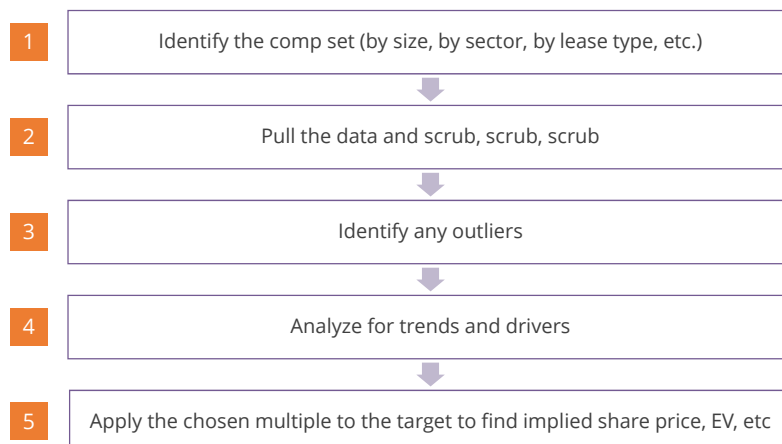 1 Identify the comp set (by size, by sector, by lease type, etc.)
2 Pull the data and scrub, scrub, scrub
3 Identify any outliers
4 Analyze for trends and drivers
5 Apply the chosen multiple to the target to find implied share price, EV, etc